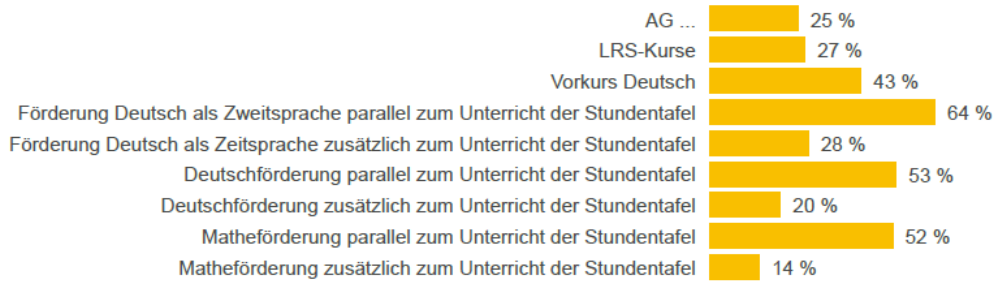 AG ... 25 %
LRS-Kurse 27 %
Vorkurs Deutsch 43 %
Förderung Deutsch als Zweitsprache parallel zum Unterricht der Stundentafel 64 %
Förderung Deutsch als Zeitsprache zusätzlich zum Unterricht der Stundentafel 28 %
Deutschförderung parallel zum Unterricht der Stundentafel 53 %
Deutschförderung zusätzlich zum Unterricht der Stundentafel 20 %
Matheförderung parallel zum Unterricht der Stundentafel 52 %
Matheförderung zusätzlich zum Unterricht der Stundentafel 14 %